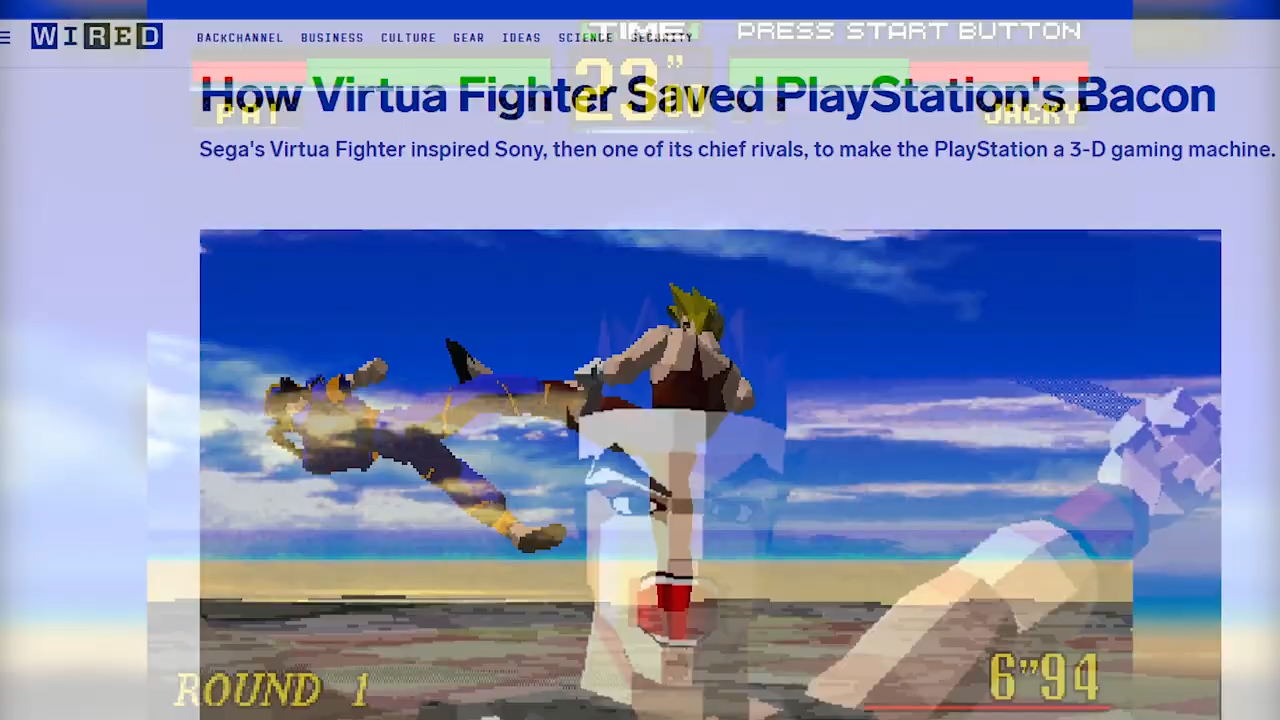 WIRED
BACKCHANNEL BUSINESS CULTURE GEAR IDEAS SCIENCE SECURITY
TIME
PRESS START BUTTON
How Virtua Fighter Saved PlayStation's Bacon
PAI
JACKY
Sega's Virtua Fighter inspired Sony, then one of its chief rivals, to make the PlayStation a 3-D gaming machine.
ROUND 1
6"94